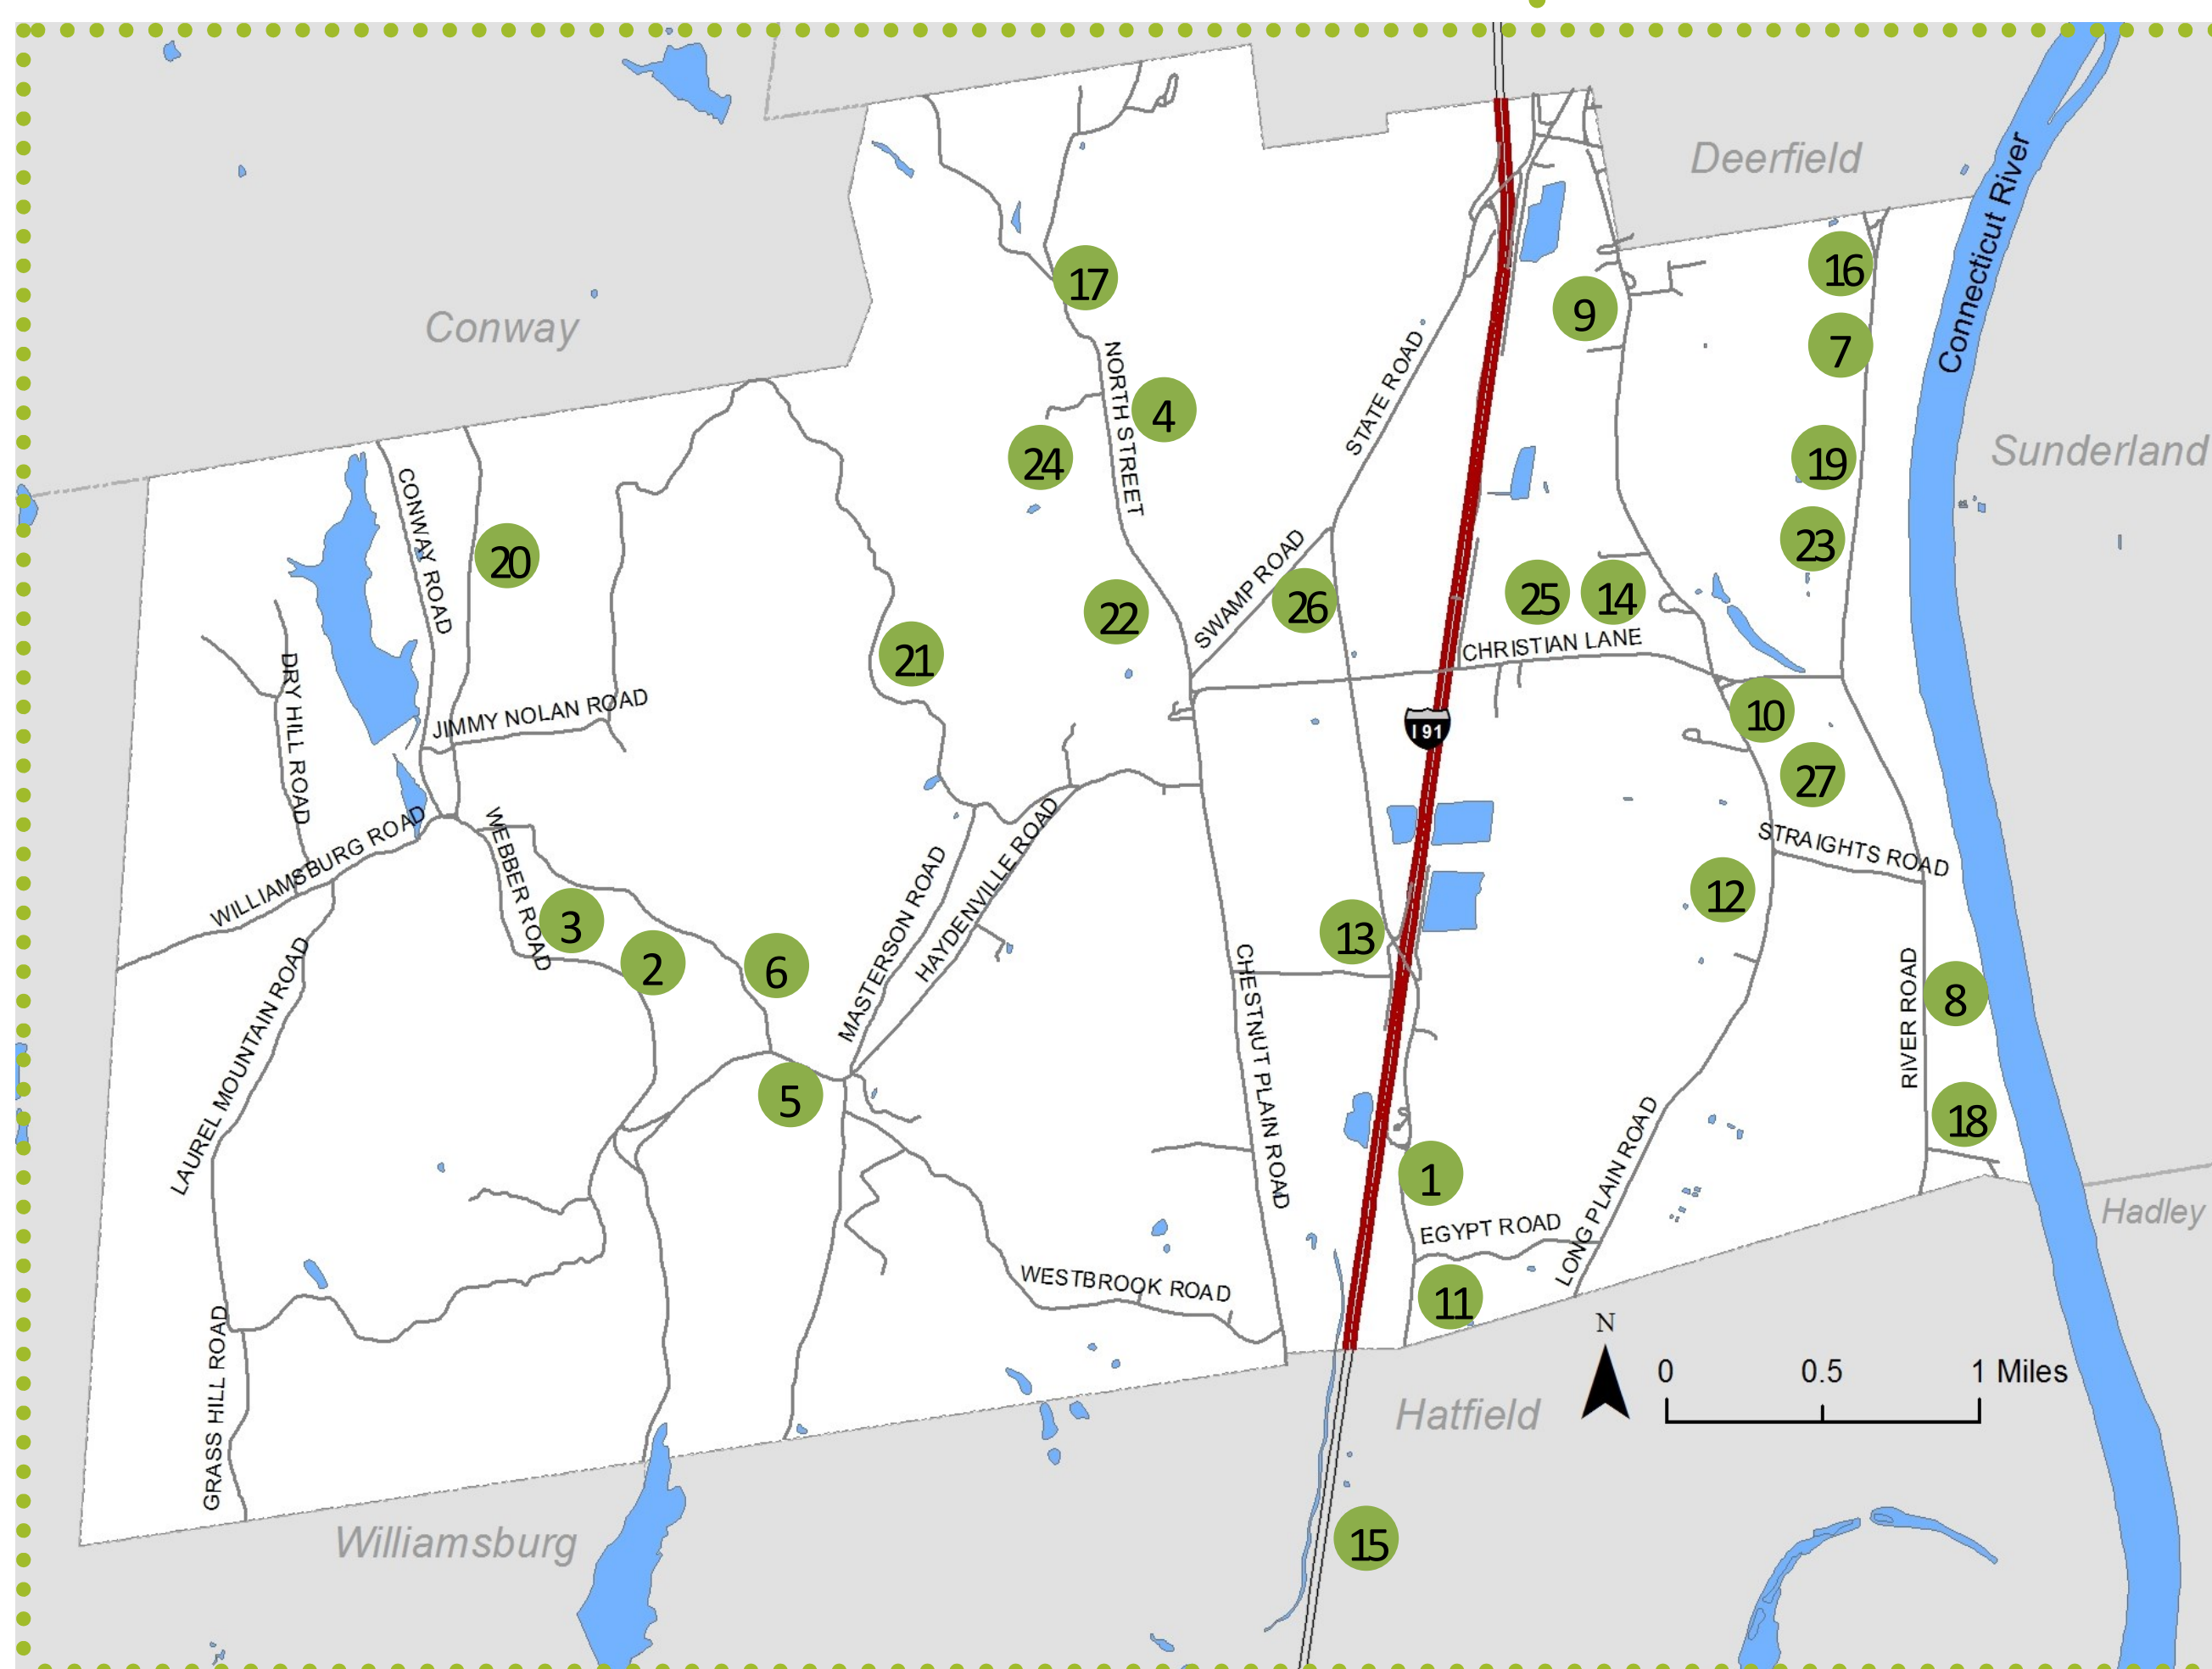 Deerfield
Connecticut River
16
17
9
Conway
7
NORTH STREET
STATE ROAD
4
24
19
Sunderland
CONWAY ROAD
20
23
SWAMP ROAD
26
25
14
22
21
CHRISTIAN LANE
DRY HILL ROAD
JIMMY NOLAN ROAD
10
I 91
27
WILLIAMSBURG ROAD
WEBBER ROAD
STRAIGHTS ROAD
MASTERSON ROAD
HAYDENVILLE ROAD
12
3
13
2
6
8
LAUREL MOUNTAIN ROAD
CHESTNUT PLAIN ROAD
RIVER ROAD
5
18
1
LONG PLAIN ROAD
Hadley
EGYPT ROAD
WESTBROOK ROAD
11
N
GRASS HILL ROAD
0 0.5 1 Miles
Hatfield
Williamsburg
15